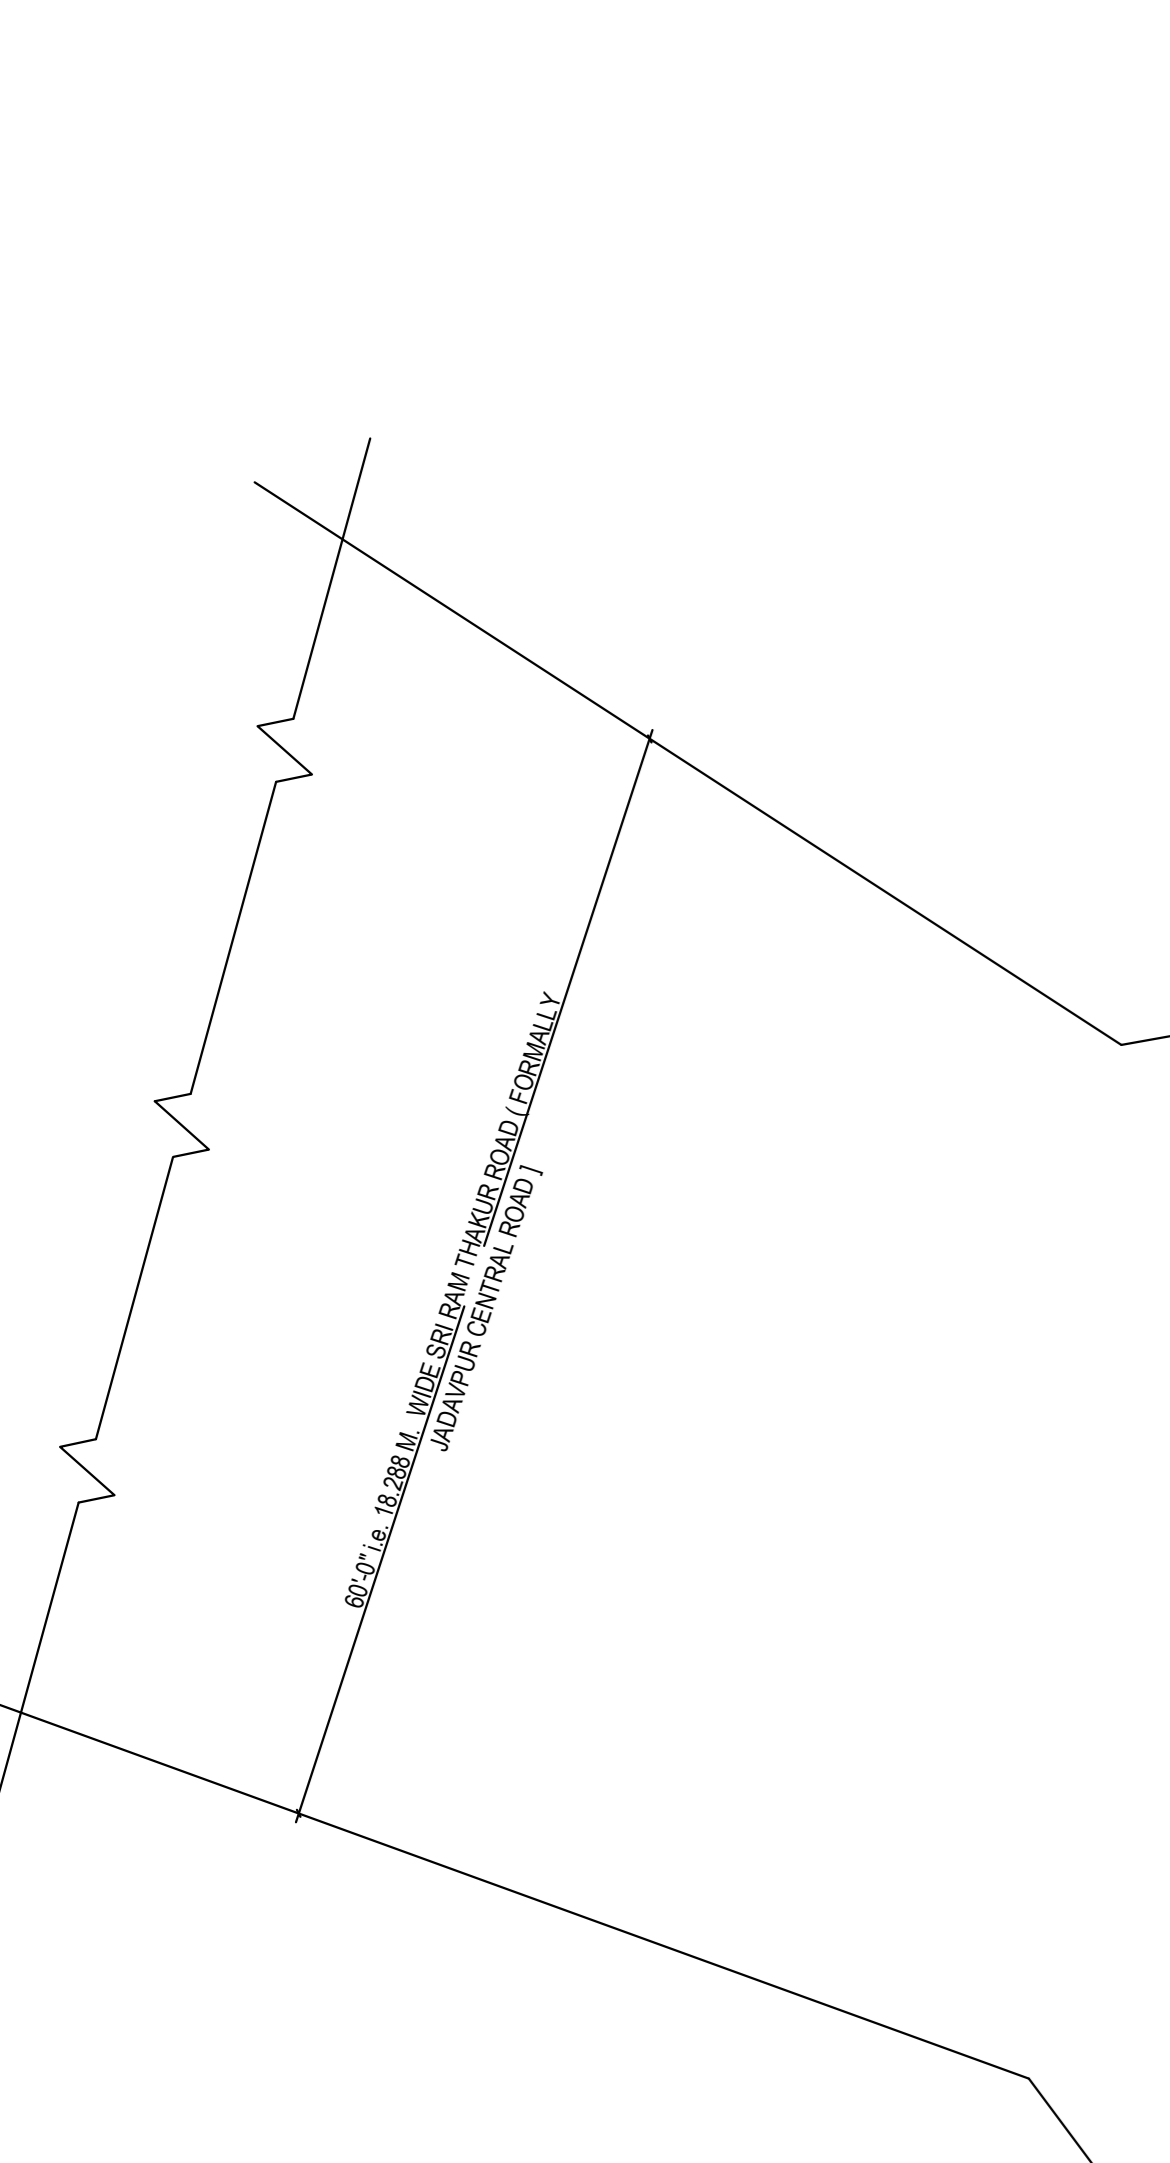 60'-0" i.e. 18.288 M. WIDE SRI RAM THAKUR ROAD ( FORMALLY
JADAVPUR CENTRAL ROAD ]